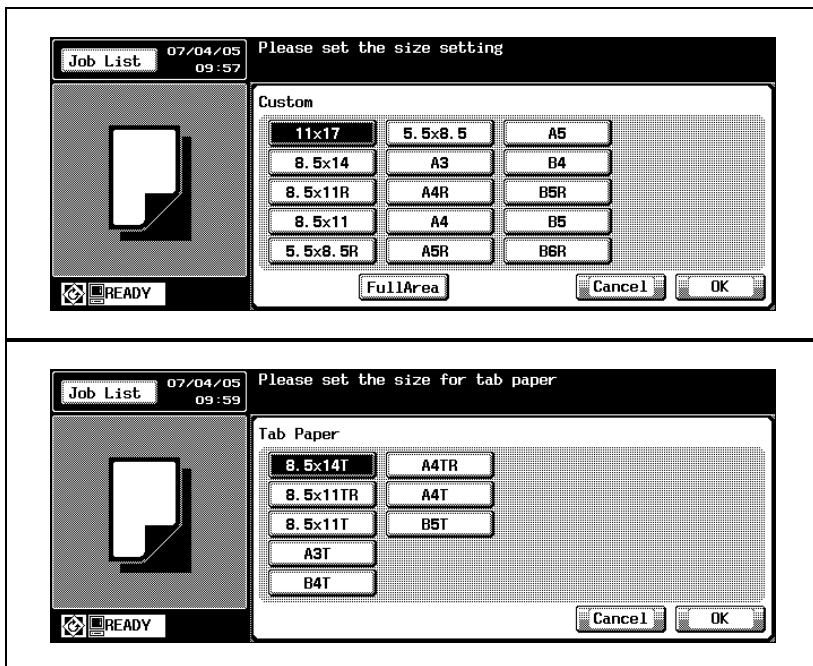 Job List 07/04/05 Please set the size setting
09:57
Custom
11x17 5.5x8.5 A5
8.5x14 A3 B4
8.5x11R A4R B5R
8.5x11 A4 B5
5.5x8.5R A5R B6R
FullArea Cancel OK
READY
Job List 07/04/05 Please set the size for tab paper
09:59
Tab Paper
8.5x14T A4TR
8.5x11TR A4T
8.5x11T B5T
A3T
B4T
Cancel OK
READY